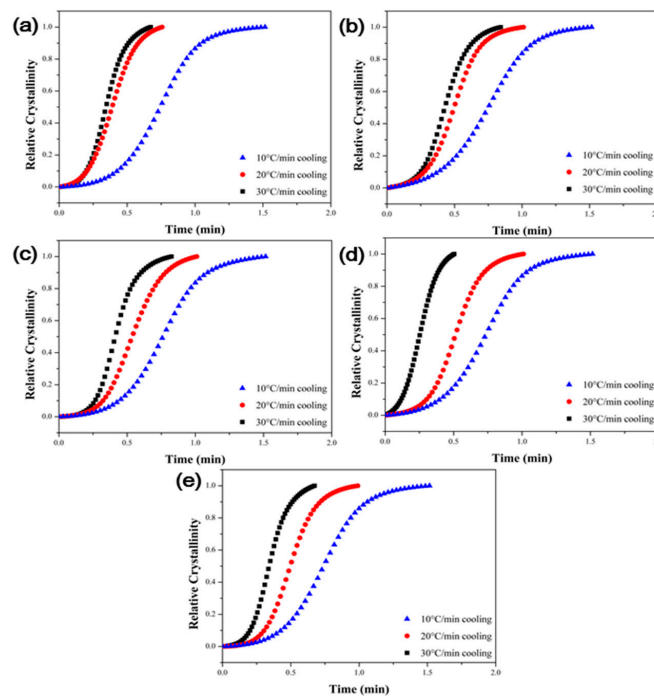 (a)
Relative Crystallinity
1.0
0.8
0.6
0.4
0.2
0.0
10°C/min cooling
20°C/min cooling
30°C/min cooling
0.0 0.5 1.0 1.5 2.0
Time (min)
(b)
Relative Crystallinity
1.0
0.8
0.6
0.4
0.2
0.0
10°C/min cooling
20°C/min cooling
30°C/min cooling
0.0 0.5 1.0 1.5 2.0
Time (min)
(c)
Relative Crystallinity
1.0
0.8
0.6
0.4
0.2
0.0
10°C/min cooling
20°C/min cooling
30°C/min cooling
0.0 0.5 1.0 1.5 2.0
Time (min)
(d)
Relative Crystallinity
1.0
0.8
0.6
0.4
0.2
0.0
10°C/min cooling
20°C/min cooling
30°C/min cooling
0.0 0.5 1.0 1.5 2.0
Time (min)
(e)
Relative Crystallinity
1.0
0.8
0.6
0.4
0.2
0.0
10°C/min cooling
20°C/min cooling
30°C/min cooling
0.0 0.5 1.0 1.5 2.0
Time (min)